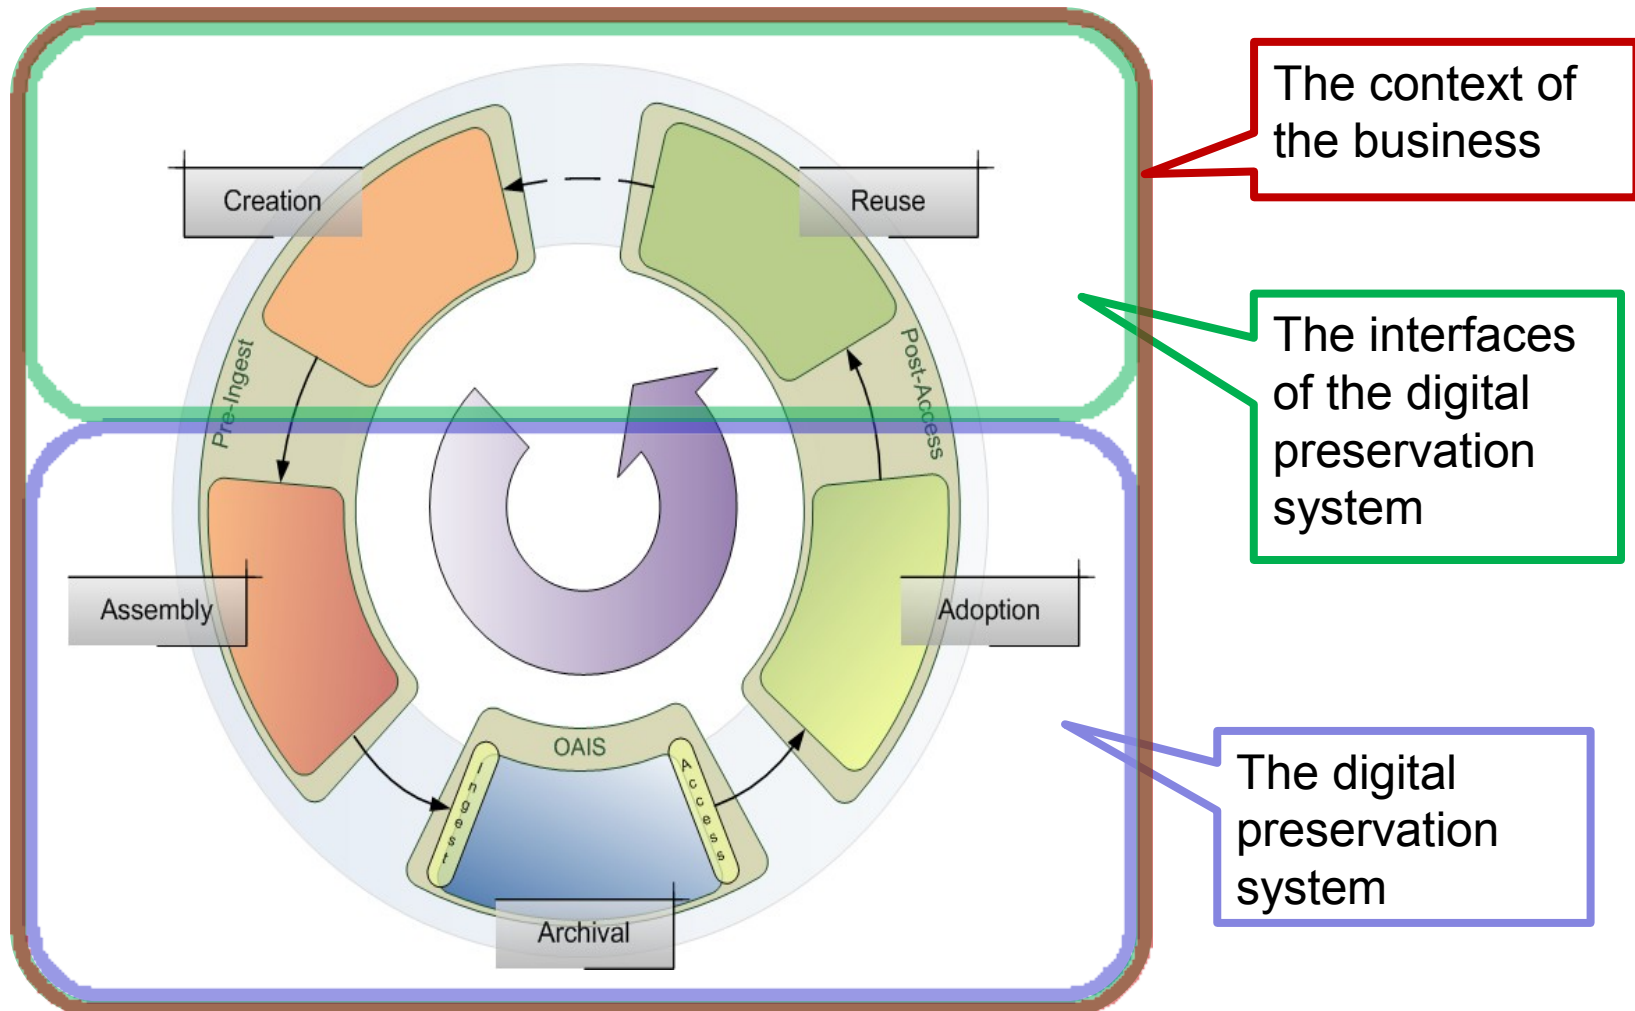 The context of
the business
Creation
Reuse
The interfaces
of the digital
preservation
system
Pre-Ingest
Post-Access
Assembly
Adoption
OAIS
Ingest
Access
The digital
preservation
system
Archival